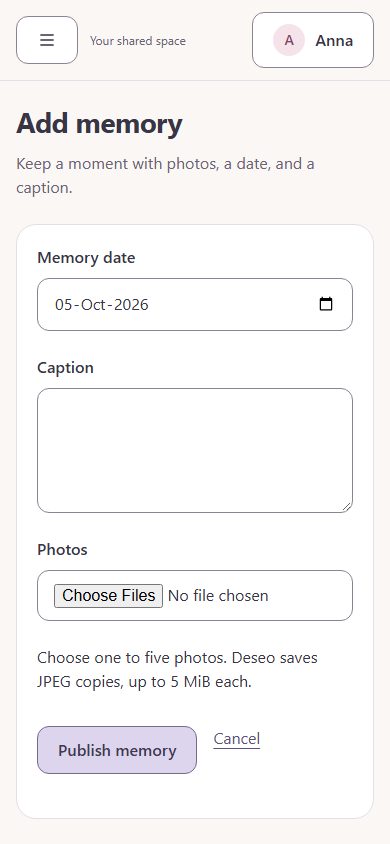 Your shared space
A
Anna
Add memory
Keep a moment with photos, a date, and a
caption.
Memory date
05-Oct-2026
Caption
Photos
Choose Files No file chosen
Choose one to five photos. Deseo saves
JPEG copies, up to 5 MiB each.
Publish memory
Cancel